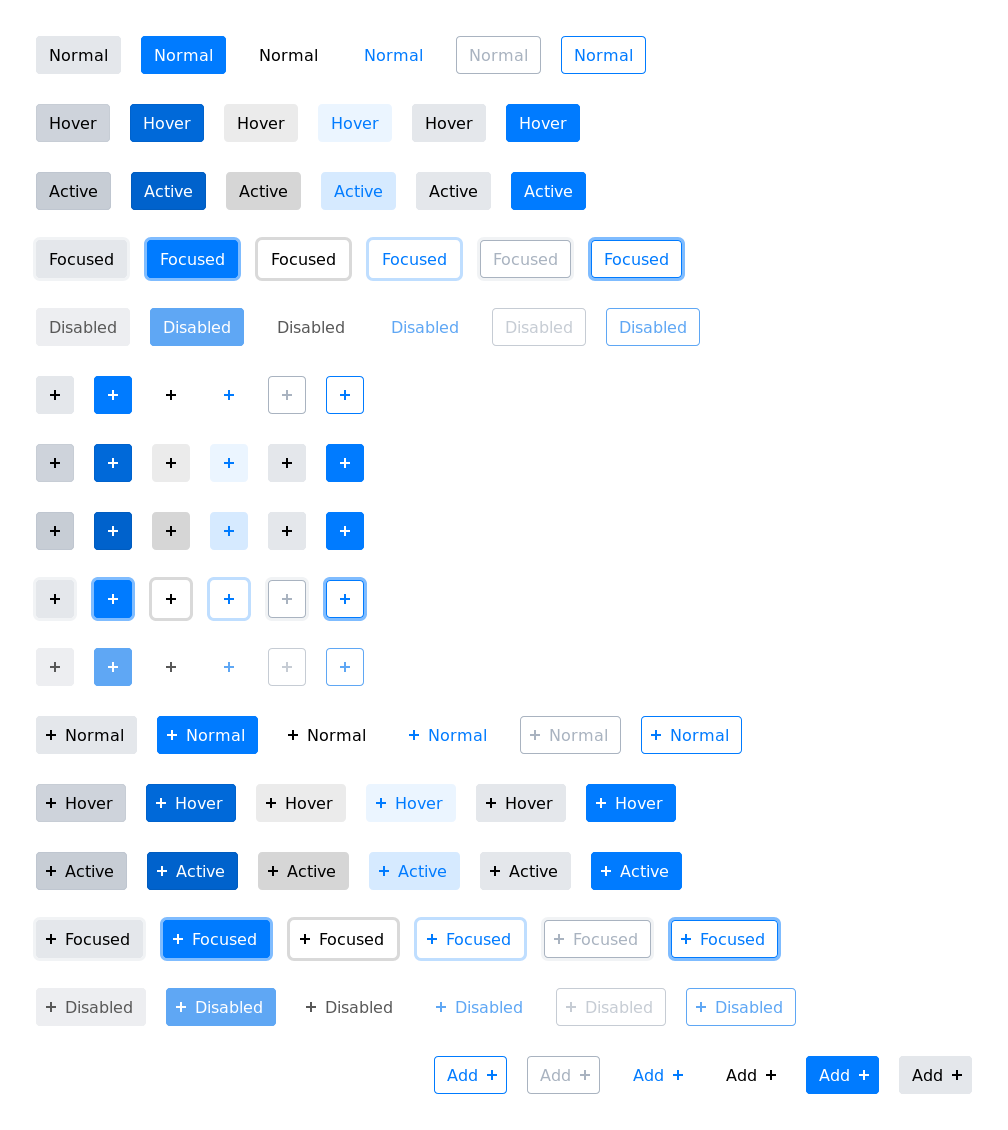 Normal Normal Normal Normal Normal Normal
Hover Hover Hover Hover Hover Hover
Active Active Active Active Active Active
Focused Focused Focused Focused Focused Focused
Disabled Disabled Disabled Disabled Disabled Disabled
+ + + + + +
+ + + + + +
+ + + + + +
+ + + + + +
+ + + + + +
+ Normal + Normal + Normal + Normal + Normal + Normal
+ Hover + Hover + Hover + Hover + Hover + Hover
+ Active + Active + Active + Active + Active + Active
+ Focused + Focused + Focused + Focused + Focused + Focused
+ Disabled + Disabled + Disabled + Disabled + Disabled + Disabled
Add + Add + Add + Add + Add + Add +